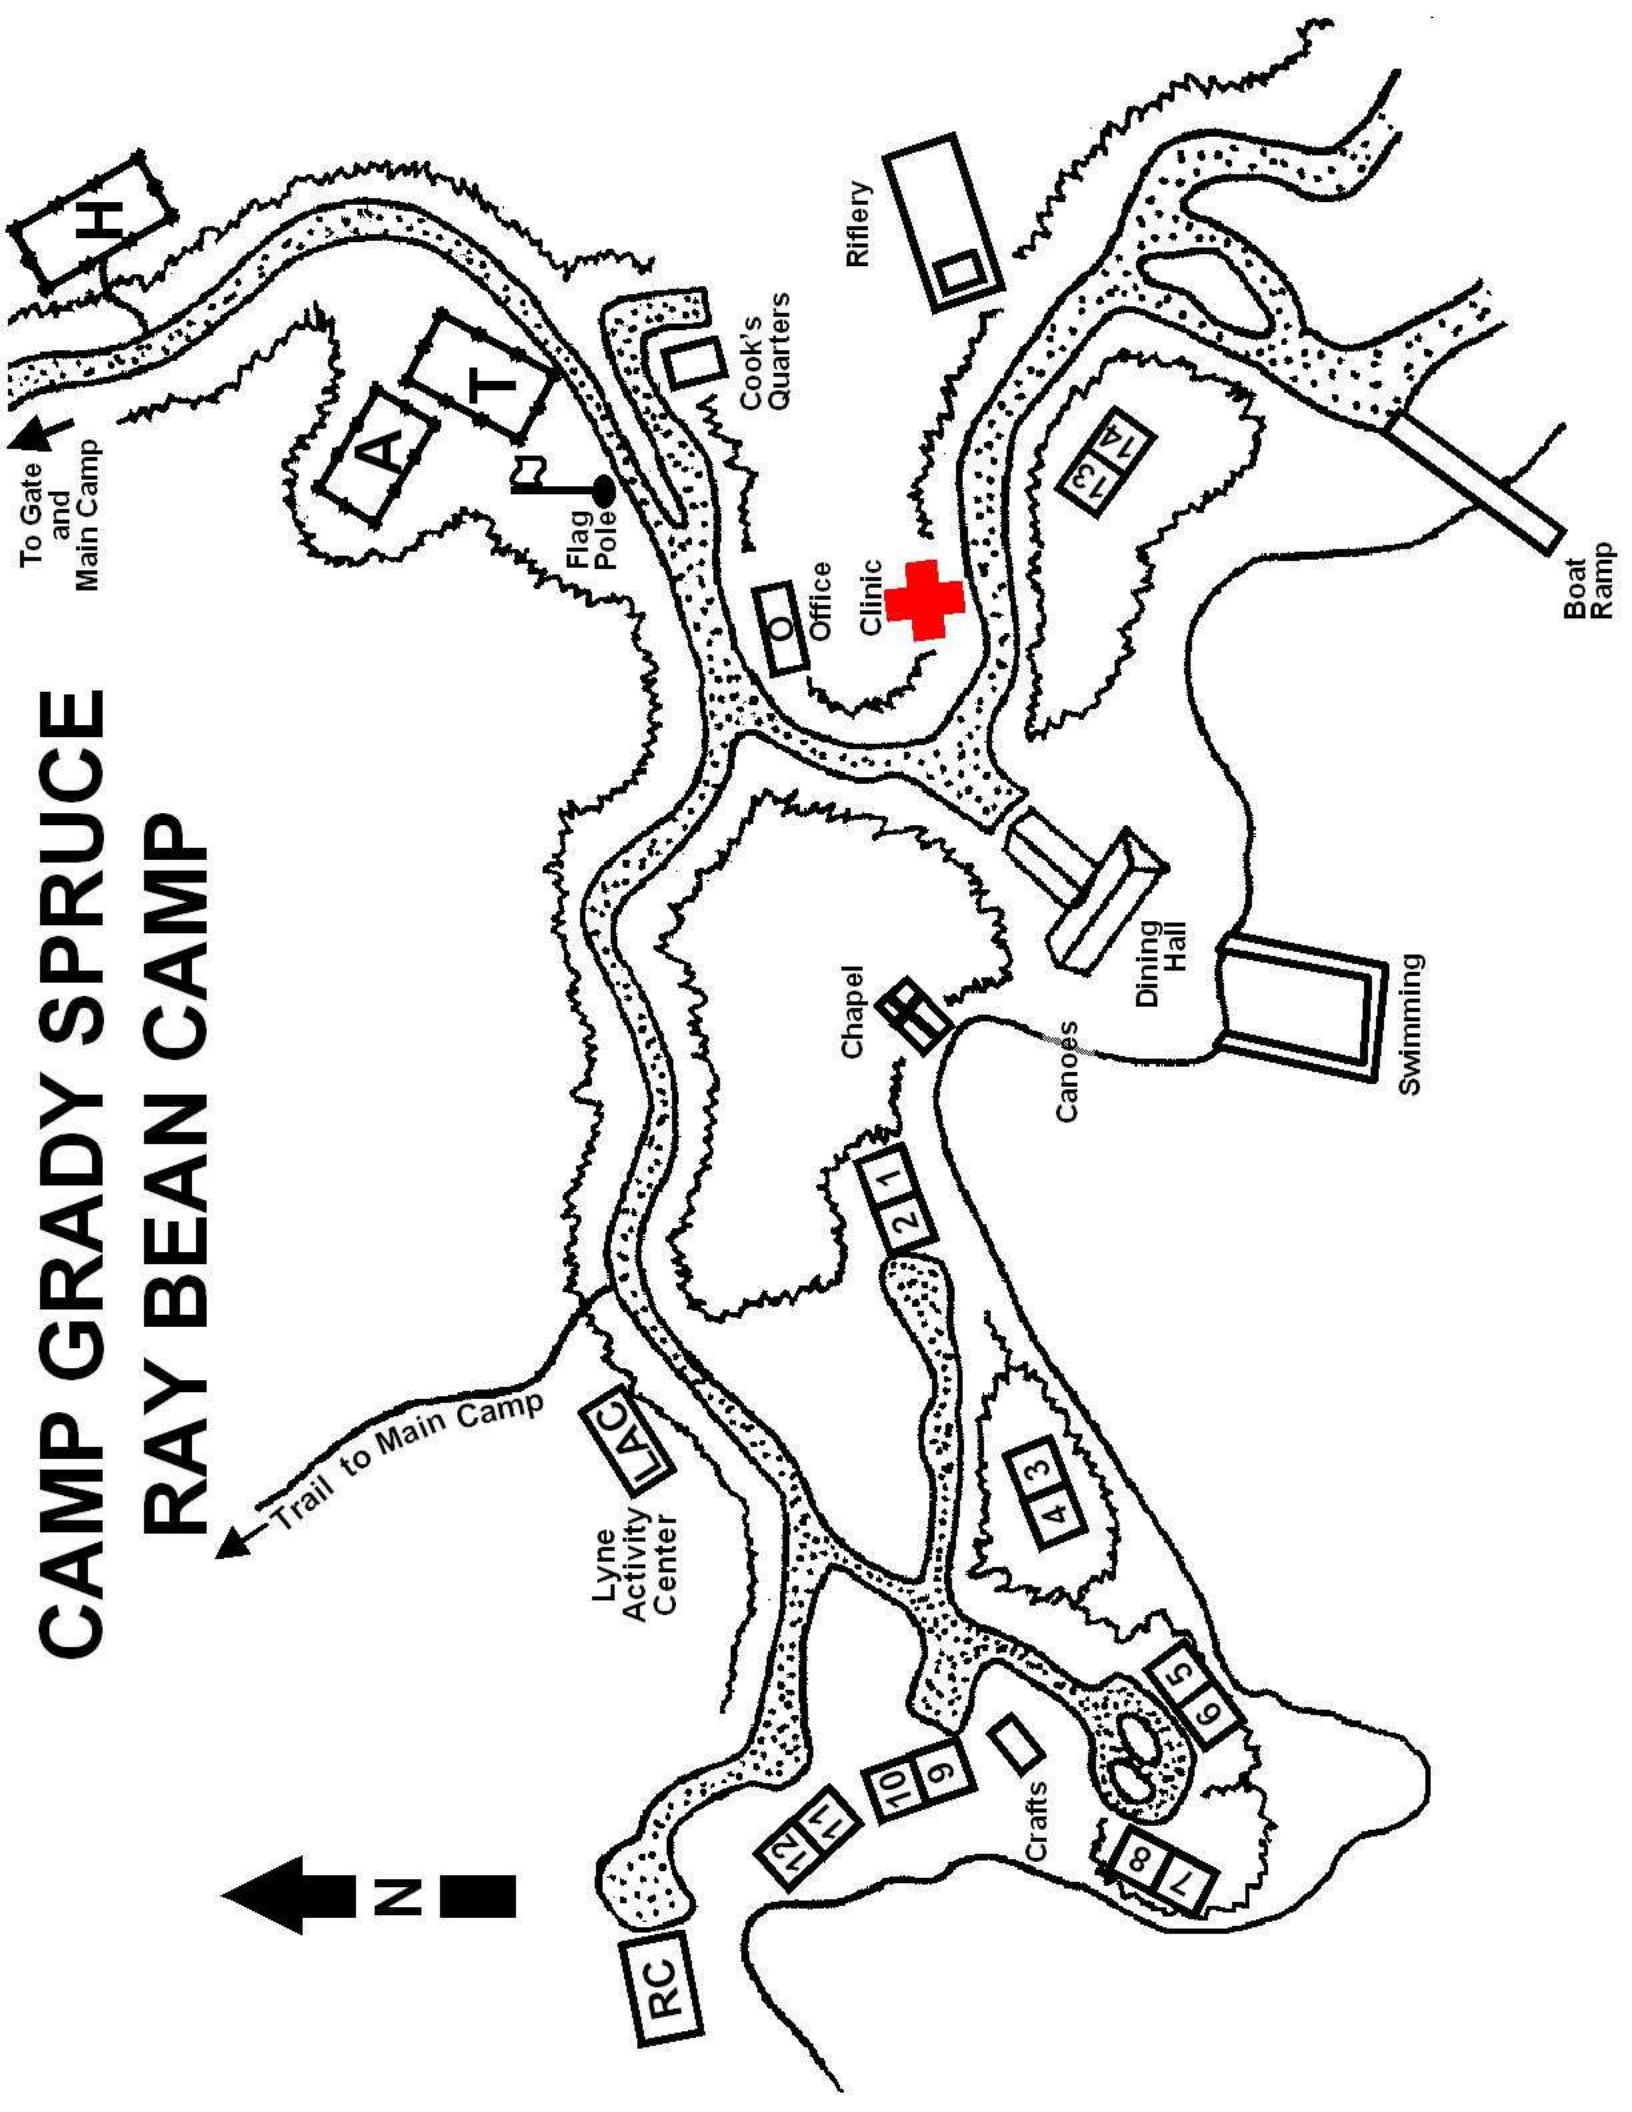 CAMP GRADY SPRUCE
RAY BEAN CAMP
N
Trail to Main Camp
To Gate
and
Main Camp
H
A
T
Flag
Pole
Cook's
Quarters
O
Office
Clinic
Riflery
LAC
Lyne
Activity
Center
RC
12
11
10
9
Crafts
8
7
6
5
4
3
2
1
Chapel
Canoes
Dining
Hall
Swimming
13
14
Boat
Ramp